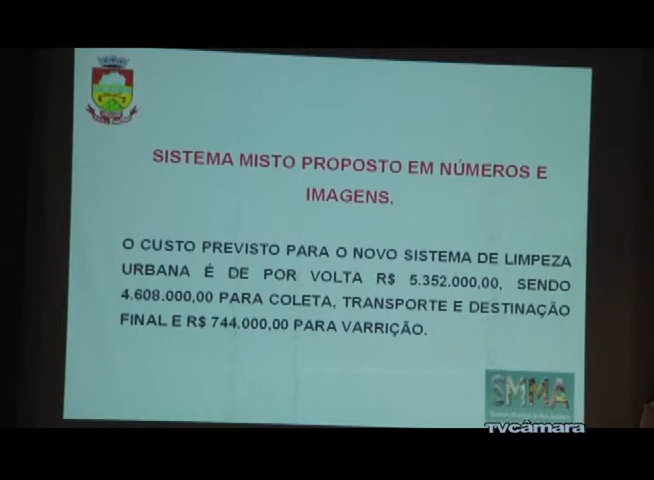 SISTEMA MISTO PROPOSTO EM NÚMEROS E
IMAGENS.
O CUSTO PREVISTO PARA O NOVO SISTEMA DE LIMPEZA
URBANA É DE POR VOLTA R$ 5.352.000,00, SENDO
4.608.000,00 PARA COLETA, TRANSPORTE E DESTINAÇÃO
FINAL E R$ 744.000,00 PARA VARRIÇÃO.
SMMA
TVCâmara